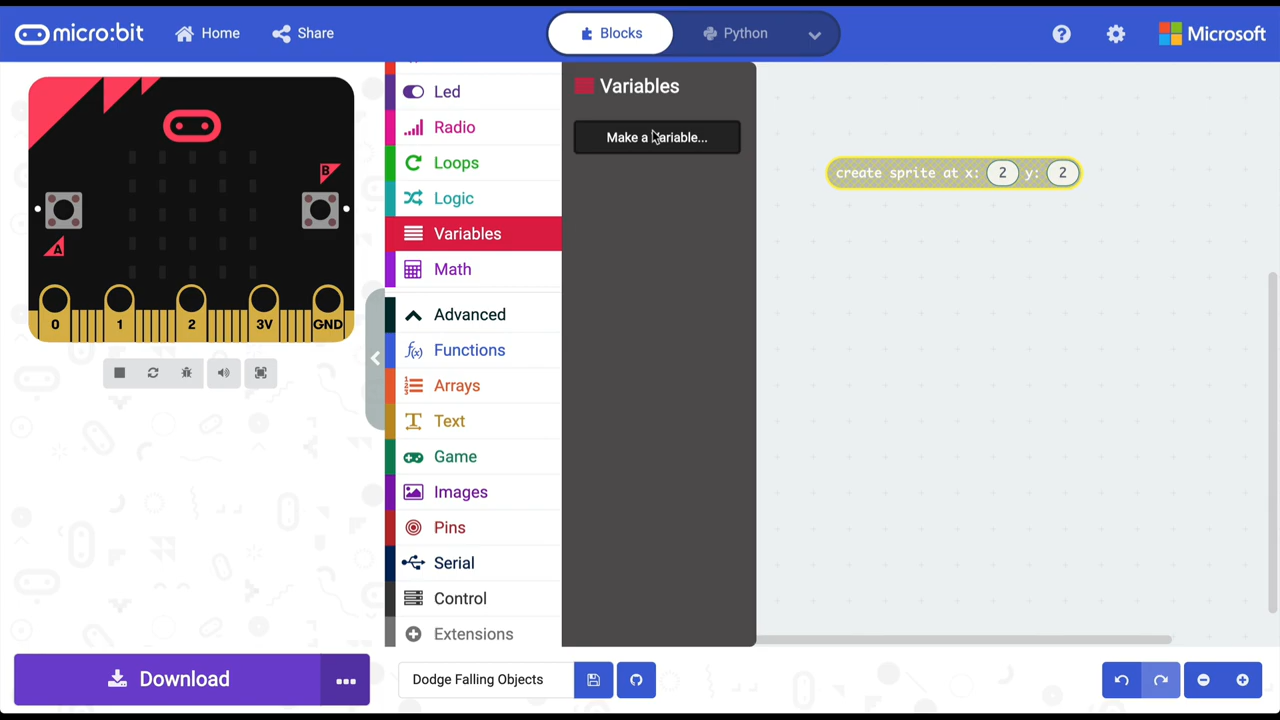 micro:bit
Home
Share
Blocks
Python
Microsoft
B
A
0 1 2 3V GND
Led
Radio
Loops
Logic
Variables
Math
Advanced
f(x) Functions
Arrays
Text
Game
Images
Pins
Serial
Control
Extensions
Variables
Make a Variable...
create sprite at x: 2 y: 2
Download
...
Dodge Falling Objects